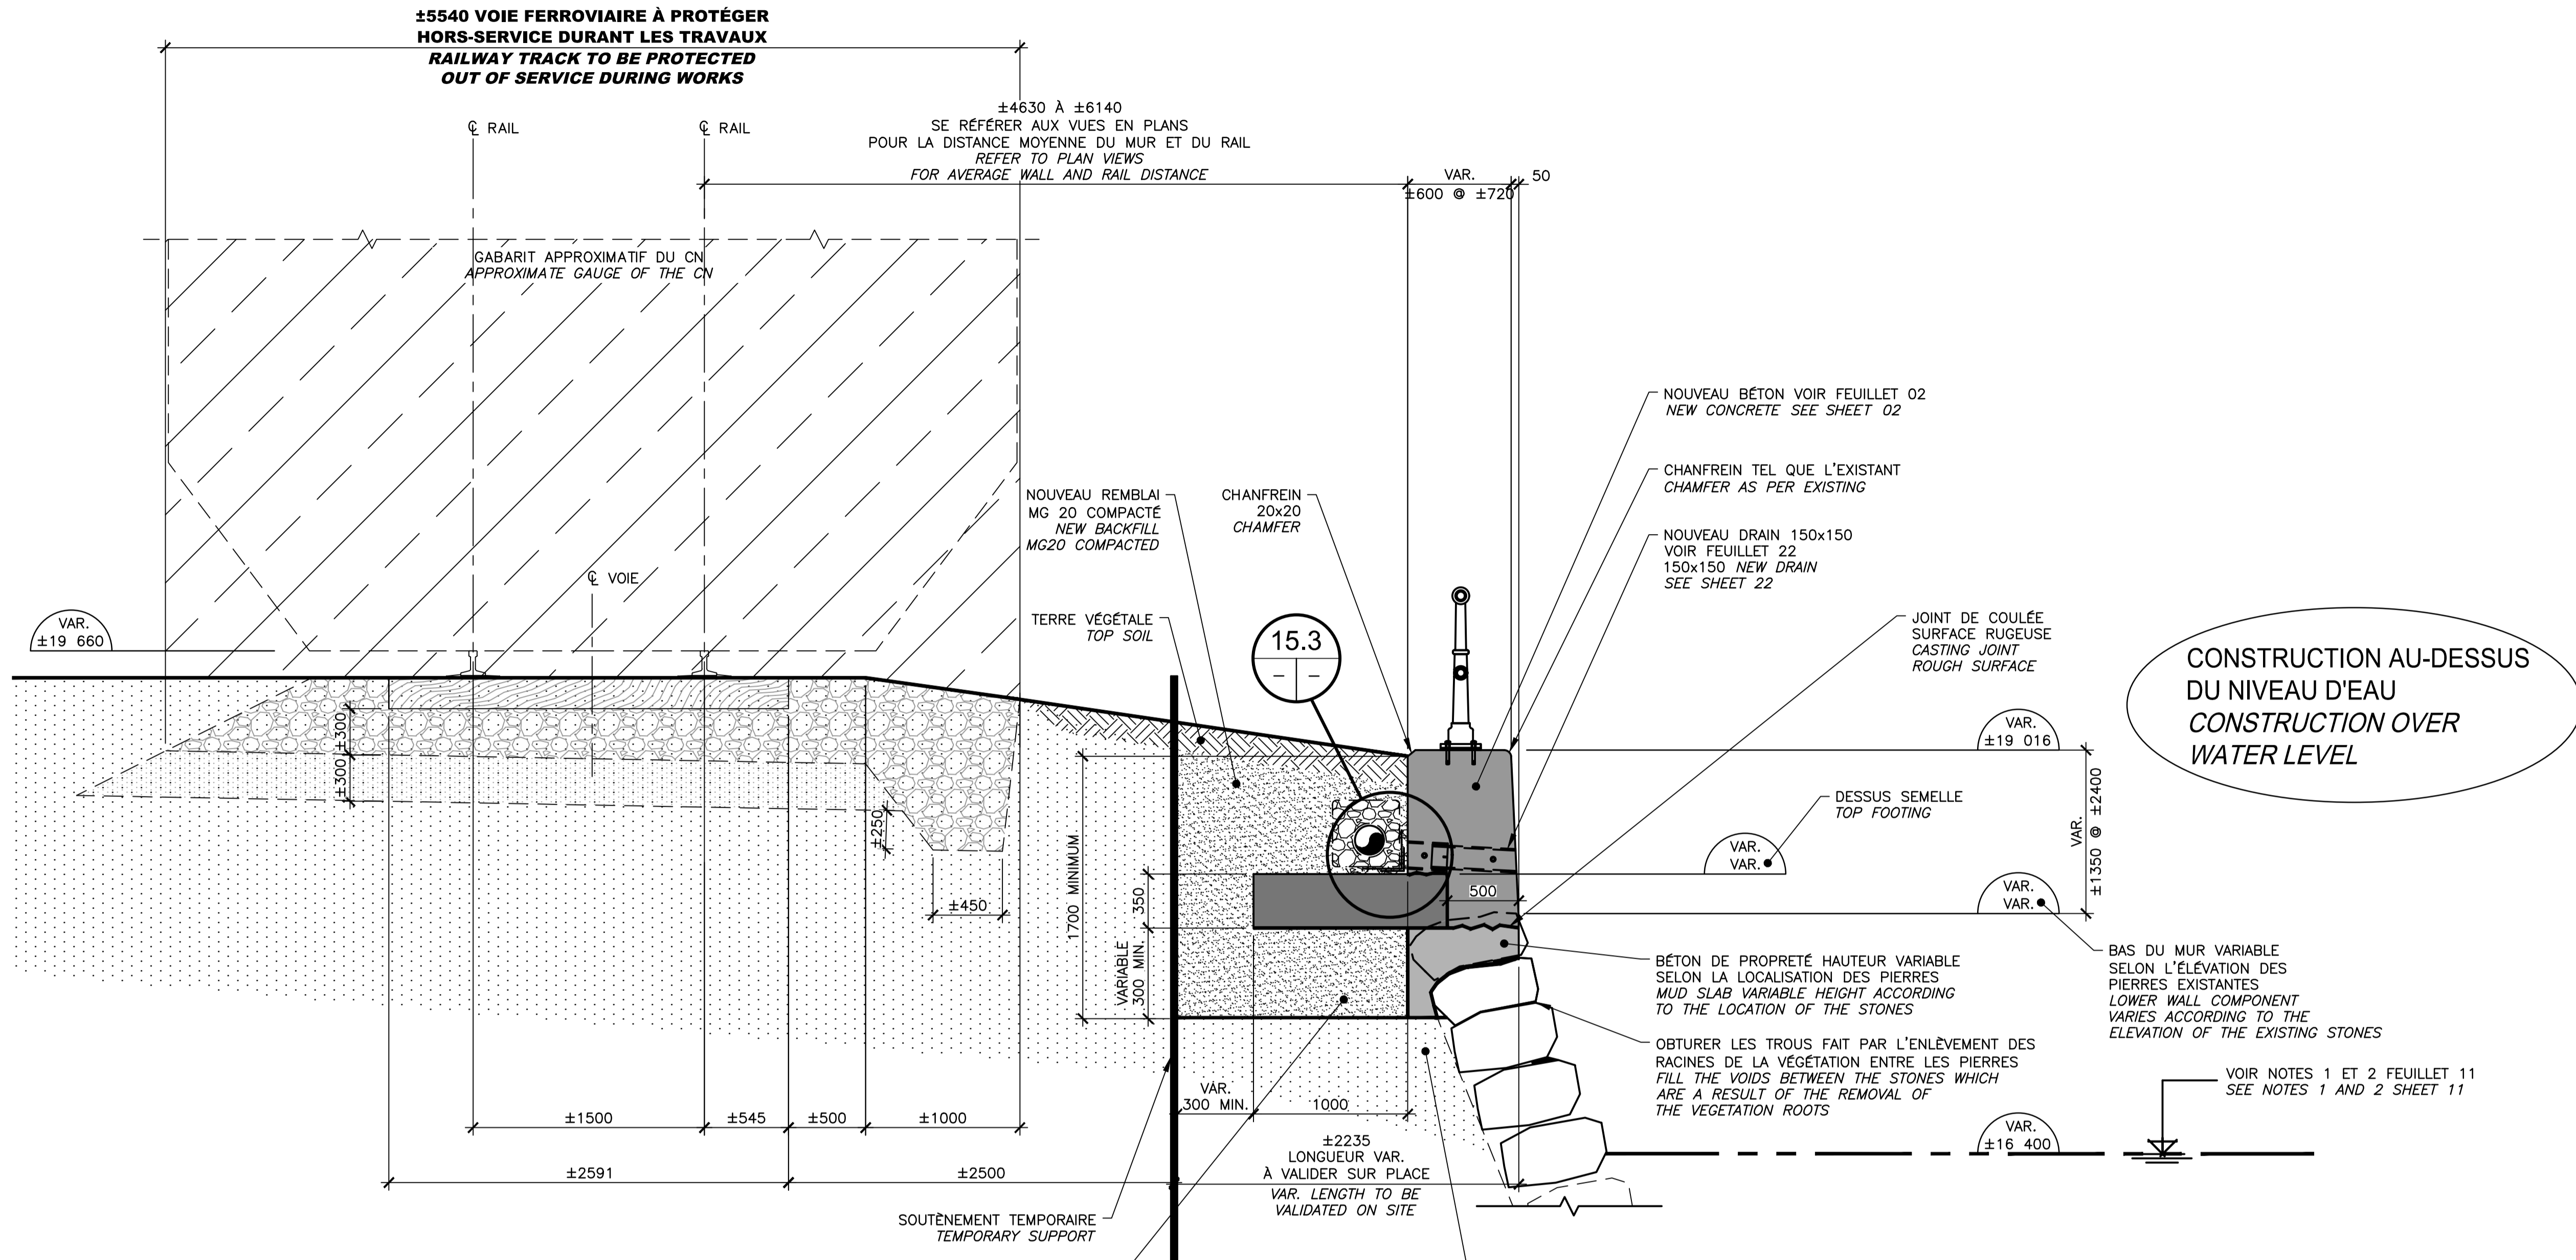 ±5540 VOIE FERROVIAIRE À PROTÉGER
HORS-SERVICE DURANT LES TRAVAUX
RAILWAY TRACK TO BE PROTECTED
OUT OF SERVICE DURING WORKS
℄ RAIL
℄ RAIL
±4630 À ±6140
SE RÉFÉRER AUX VUES EN PLANS
POUR LA DISTANCE MOYENNE DU MUR ET DU RAIL
REFER TO PLAN VIEWS
FOR AVERAGE WALL AND RAIL DISTANCE
VAR.
±600 @ ±720
50
GABARIT APPROXIMATIF DU CN
APPROXIMATE GAUGE OF THE CN
℄ VOIE
VAR.
±19 660
NOUVEAU REMBLAI
MG 20 COMPACTÉ
NEW BACKFILL
MG20 COMPACTED
CHANFREIN
20x20
CHAMFER
TERRE VÉGÉTALE
TOP SOIL
15.3
– –
NOUVEAU BÉTON VOIR FEUILLET 02
NEW CONCRETE SEE SHEET 02
CHANFREIN TEL QUE L'EXISTANT
CHAMFER AS PER EXISTING
NOUVEAU DRAIN 150x150
VOIR FEUILLET 22
150x150 NEW DRAIN
SEE SHEET 22
JOINT DE COULÉE
SURFACE RUGEUSE
CASTING JOINT
ROUGH SURFACE
CONSTRUCTION AU-DESSUS
DU NIVEAU D'EAU
CONSTRUCTION OVER
WATER LEVEL
VAR.
±19 016
VAR.
±1350 @ ±2400
DESSUS SEMELLE
TOP FOOTING
VAR.
VAR.
VAR.
VAR.
BAS DU MUR VARIABLE
SELON L'ÉLÉVATION DES
PIERRES EXISTANTES
LOWER WALL COMPONENT
VARIES ACCORDING TO THE
ELEVATION OF THE EXISTING STONES
±300
±300
±250
±450
1700 MINIMUM
350
VARIABLE
300 MIN.
500
BÉTON DE PROPRETÉ HAUTEUR VARIABLE
SELON LA LOCALISATION DES PIERRES
MUD SLAB VARIABLE HEIGHT ACCORDING
TO THE LOCATION OF THE STONES
OBTURER LES TROUS FAIT PAR L'ENLÈVEMENT DES
RACINES DE LA VÉGÉTATION ENTRE LES PIERRES
FILL THE VOIDS BETWEEN THE STONES WHICH
ARE A RESULT OF THE REMOVAL OF
THE VEGETATION ROOTS
VOIR NOTES 1 ET 2 FEUILLET 11
SEE NOTES 1 AND 2 SHEET 11
VAR.
±16 400
VAR.
300 MIN.
1000
±1500
±545
±500
±1000
±2591
±2500
±2235
LONGUEUR VAR.
À VALIDER SUR PLACE
VAR. LENGTH TO BE
VALIDATED ON SITE
SOUTÈNEMENT TEMPORAIRE
TEMPORARY SUPPORT